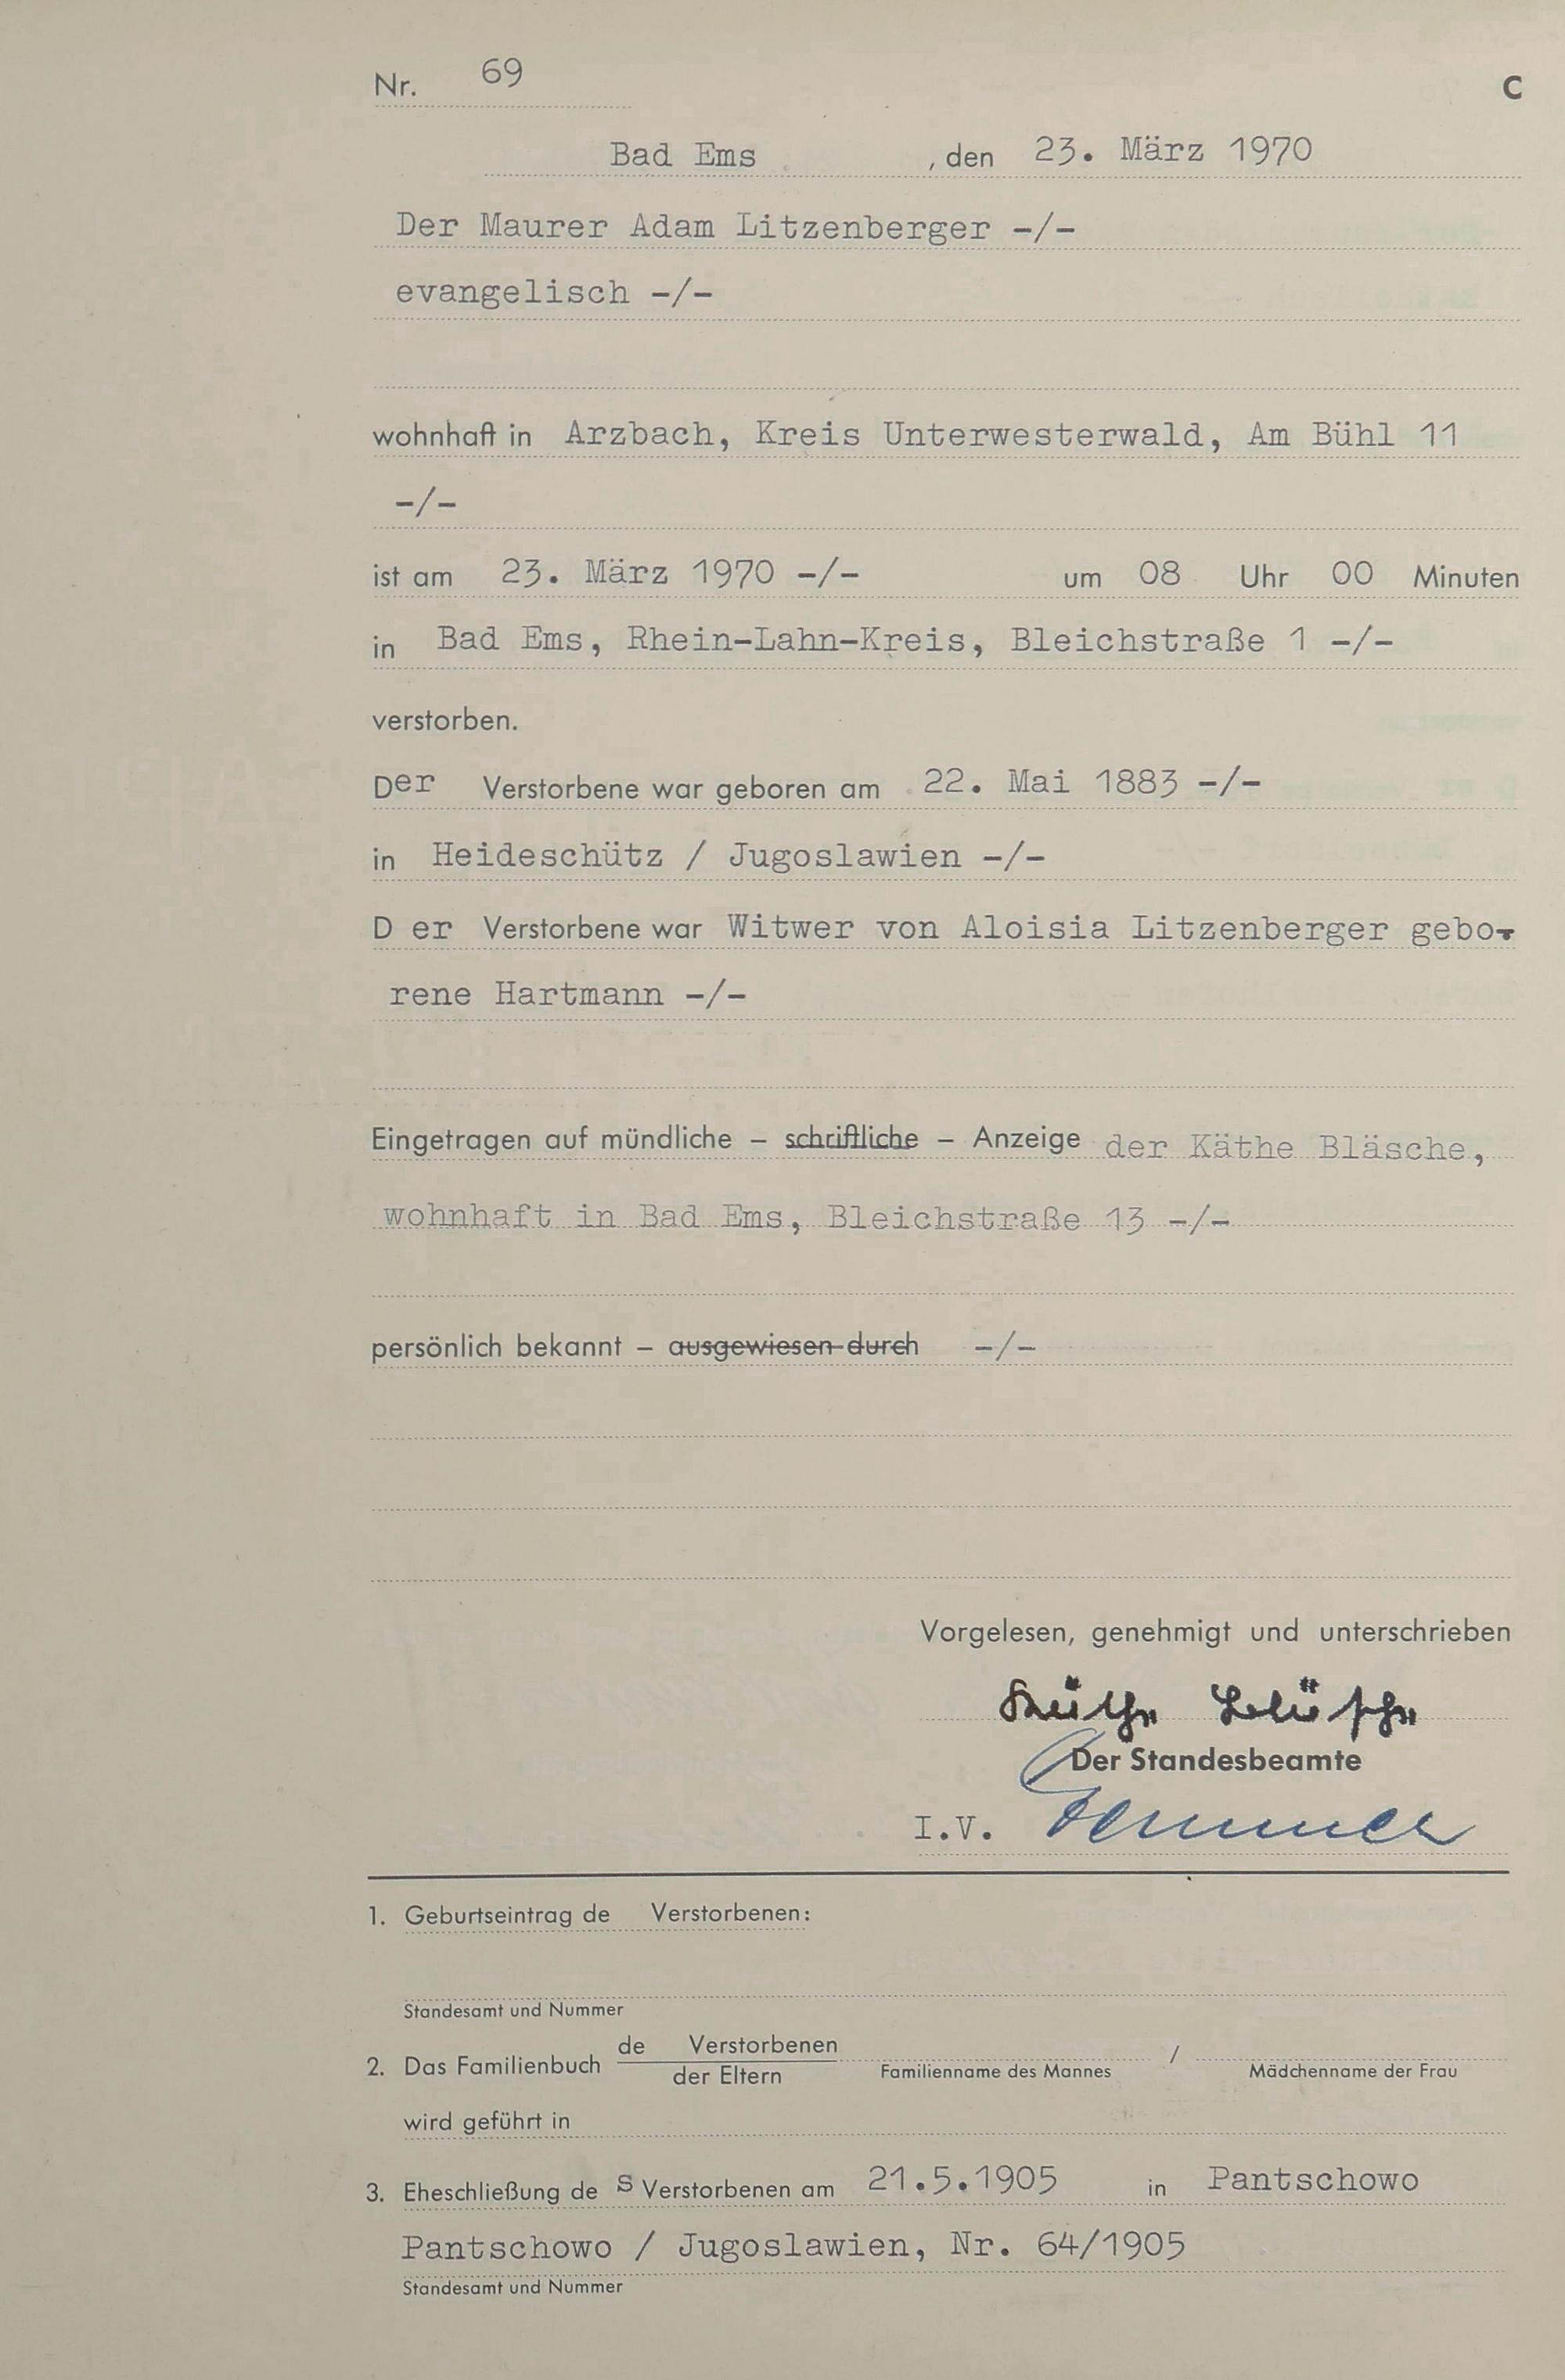 Nr. 69 C
Bad Ems , den 23. März 1970
Der Maurer Adam Litzenberger -/-
evangelisch -/-
wohnhaft in Arzbach, Kreis Unterwesterwald, Am Bühl 11
-/-
ist am 23. März 1970 -/- um 08 Uhr 00 Minuten
in Bad Ems, Rhein-Lahn-Kreis, Bleichstraße 1 -/-
verstorben.
Der Verstorbene war geboren am 22. Mai 1883 -/-
in Heideschütz / Jugoslawien -/-
D er Verstorbene war Witwer von Aloisia Litzenberger gebo-
rene Hartmann -/-
Eingetragen auf mündliche – schriftliche – Anzeige der Käthe Bläsche,
wohnhaft in Bad Ems, Bleichstraße 13 -/-
persönlich bekannt – ausgewiesen durch -/-
Vorgelesen, genehmigt und unterschrieben
Käthe Bläsche
Der Standesbeamte
I.V.
1. Geburtseintrag de Verstorbenen:
Standesamt und Nummer
de Verstorbenen
2. Das Familienbuch /
der Eltern Familienname des Mannes Mädchenname der Frau
wird geführt in
3. Eheschließung de s Verstorbenen am 21.5.1905 in Pantschowo
Pantschowo / Jugoslawien, Nr. 64/1905
Standesamt und Nummer